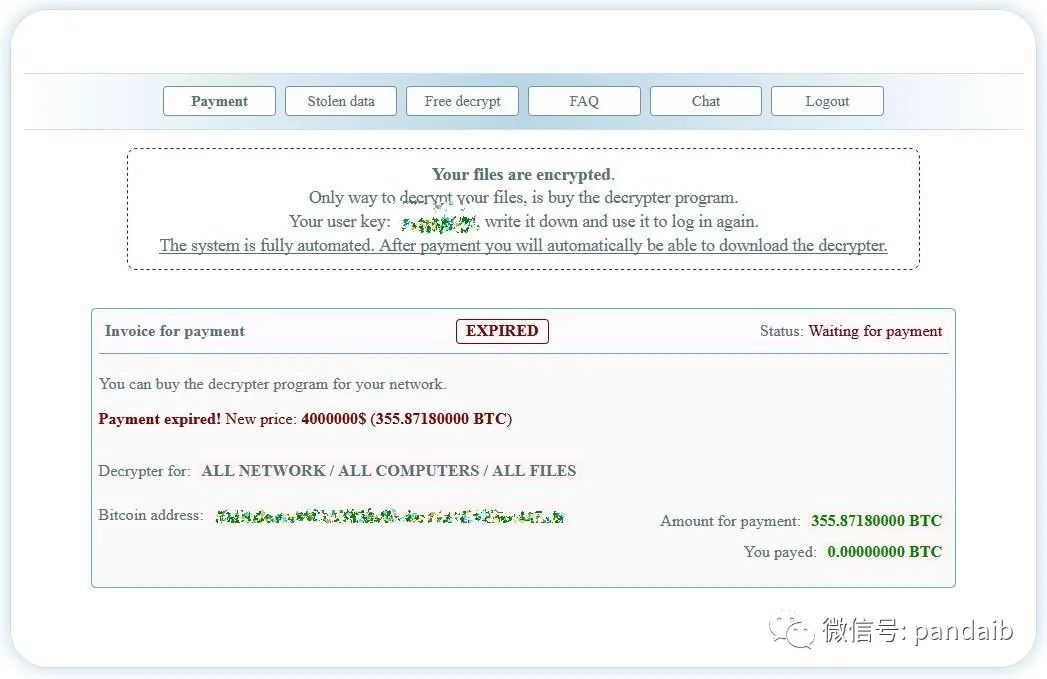 Payment Stolen data Free decrypt FAQ Chat Logout
Your files are encrypted.
Only way to decrypt your files, is buy the decrypter program.
Your user key: , write it down and use it to log in again.
The system is fully automated. After payment you will automatically be able to download the decrypter.
Invoice for payment EXPIRED Status: Waiting for payment
You can buy the decrypter program for your network.
Payment expired! New price: 4000000$ (355.87180000 BTC)
Decrypter for: ALL NETWORK / ALL COMPUTERS / ALL FILES
Bitcoin address:
Amount for payment: 355.87180000 BTC
You payed: 0.00000000 BTC
微信号: pandaib